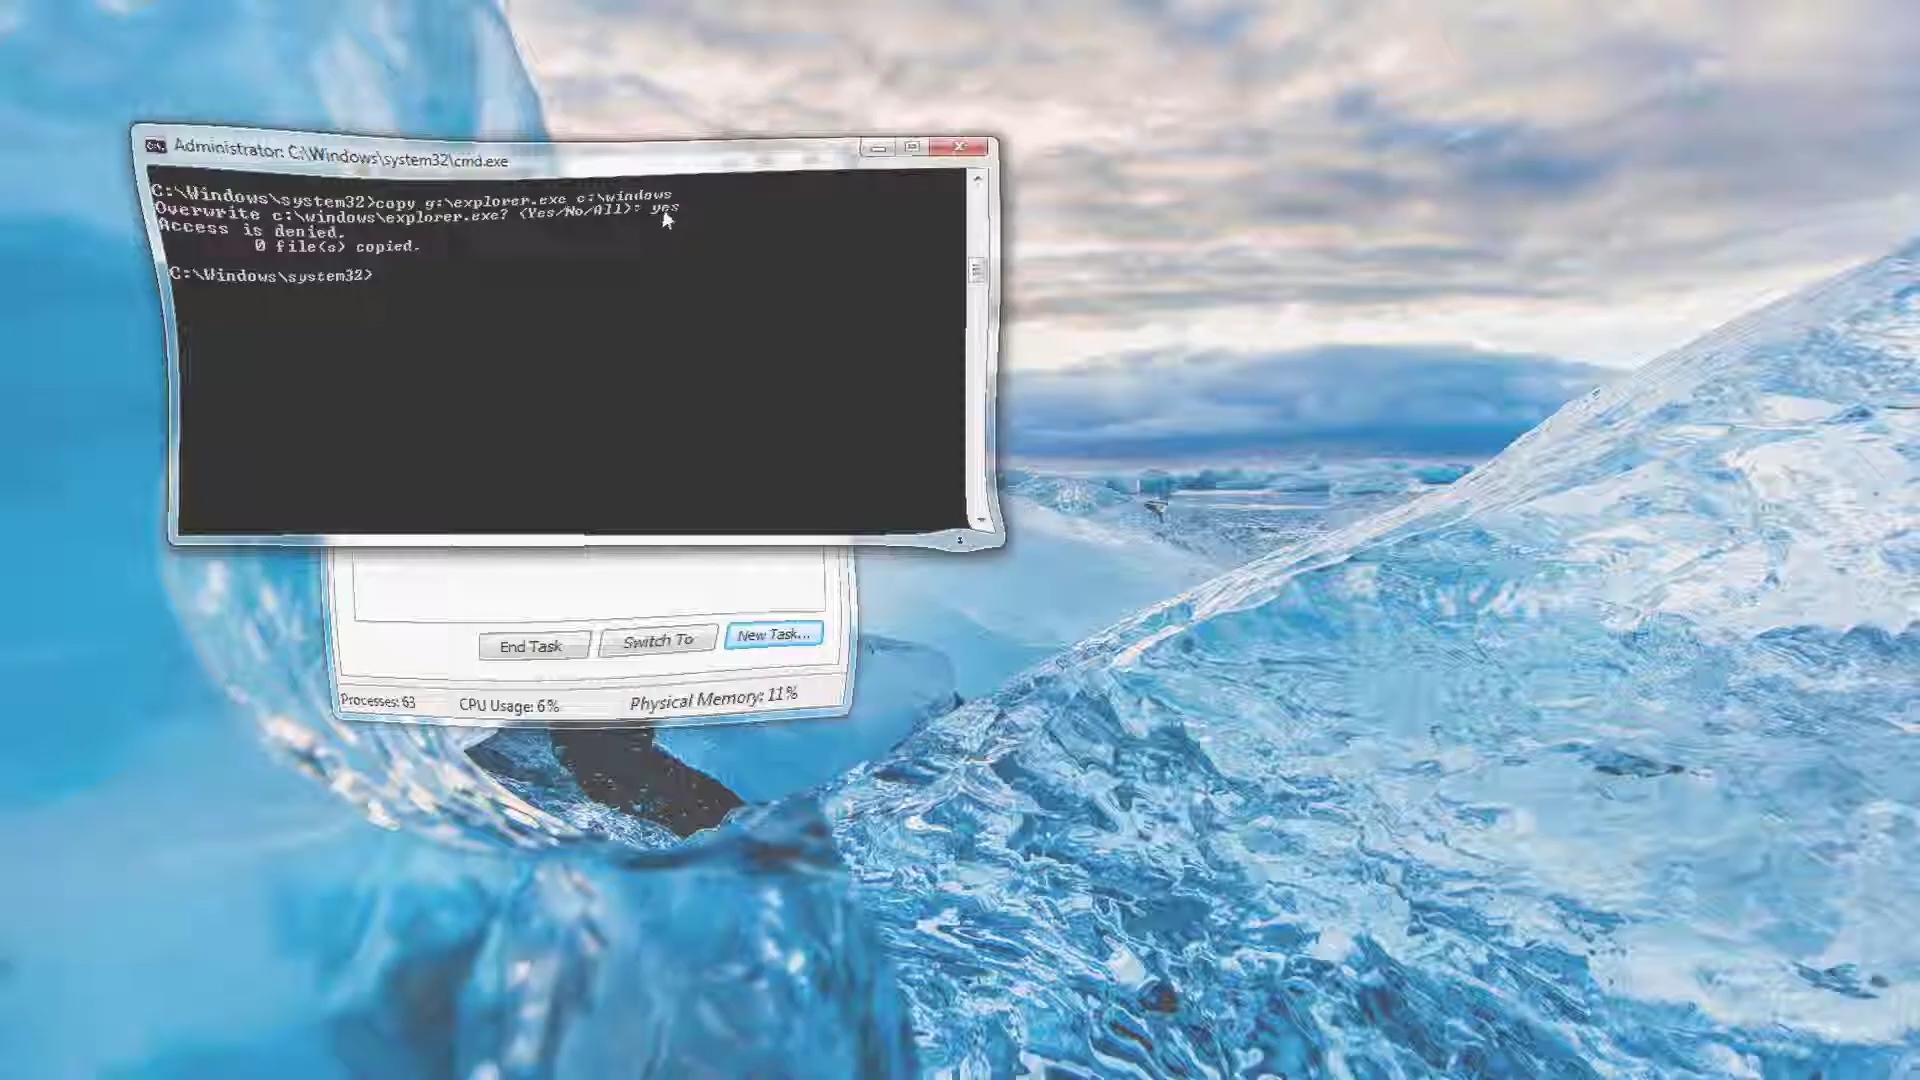 Administrator: C:\Windows\system32\cmd.exe
C:\Windows\system32>copy g:\explorer.exe c:\windows
Overwrite c:\windows\explorer.exe? (Yes/No/All): yes
Access is denied.
0 file(s) copied.
C:\Windows\system32>
End Task
Switch To
New Task...
Processes: 63
CPU Usage: 6%
Physical Memory: 11%